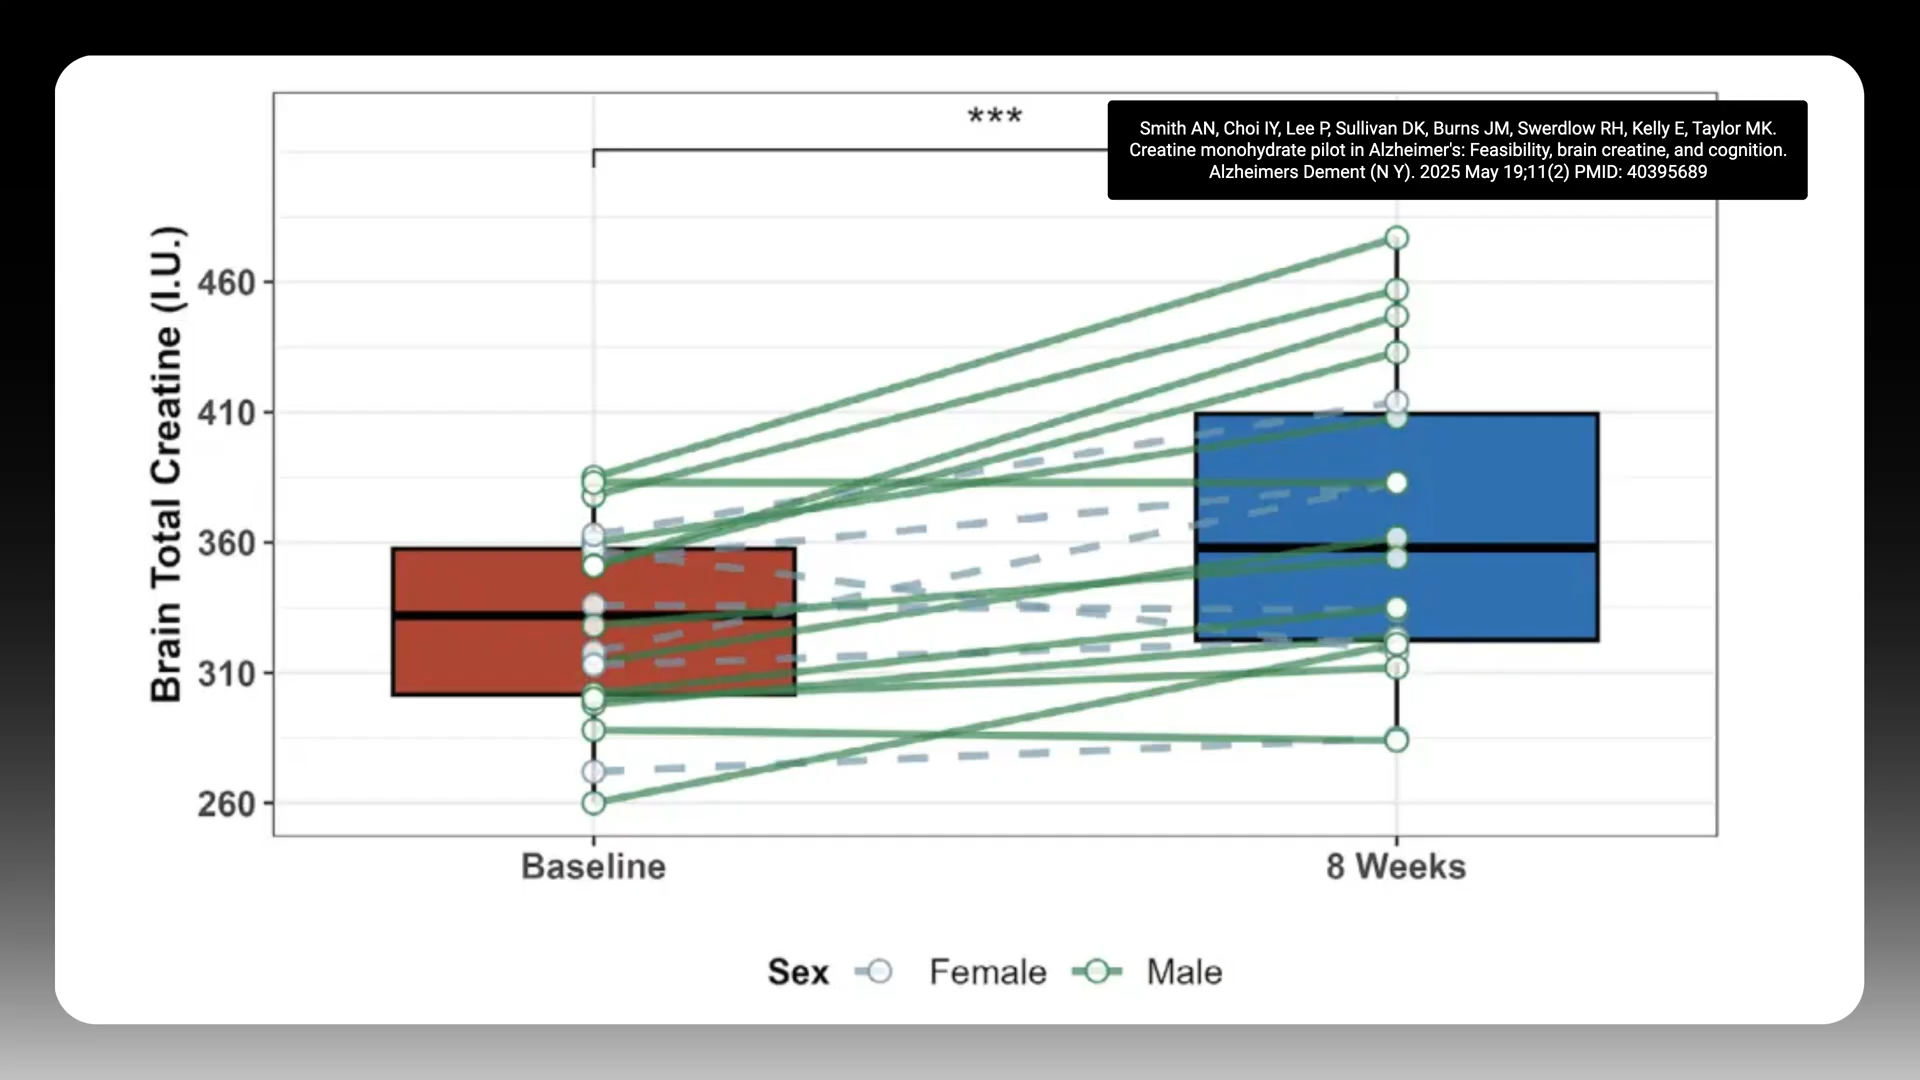 ***
Smith AN, Choi IY, Lee P, Sullivan DK, Burns JM, Swerdlow RH, Kelly E, Taylor MK.
Creatine monohydrate pilot in Alzheimer's: Feasibility, brain creatine, and cognition.
Alzheimers Dement (N Y). 2025 May 19;11(2) PMID: 40395689
Brain Total Creatine (I.U.)
460
410
360
310
260
Baseline
8 Weeks
Sex Female Male